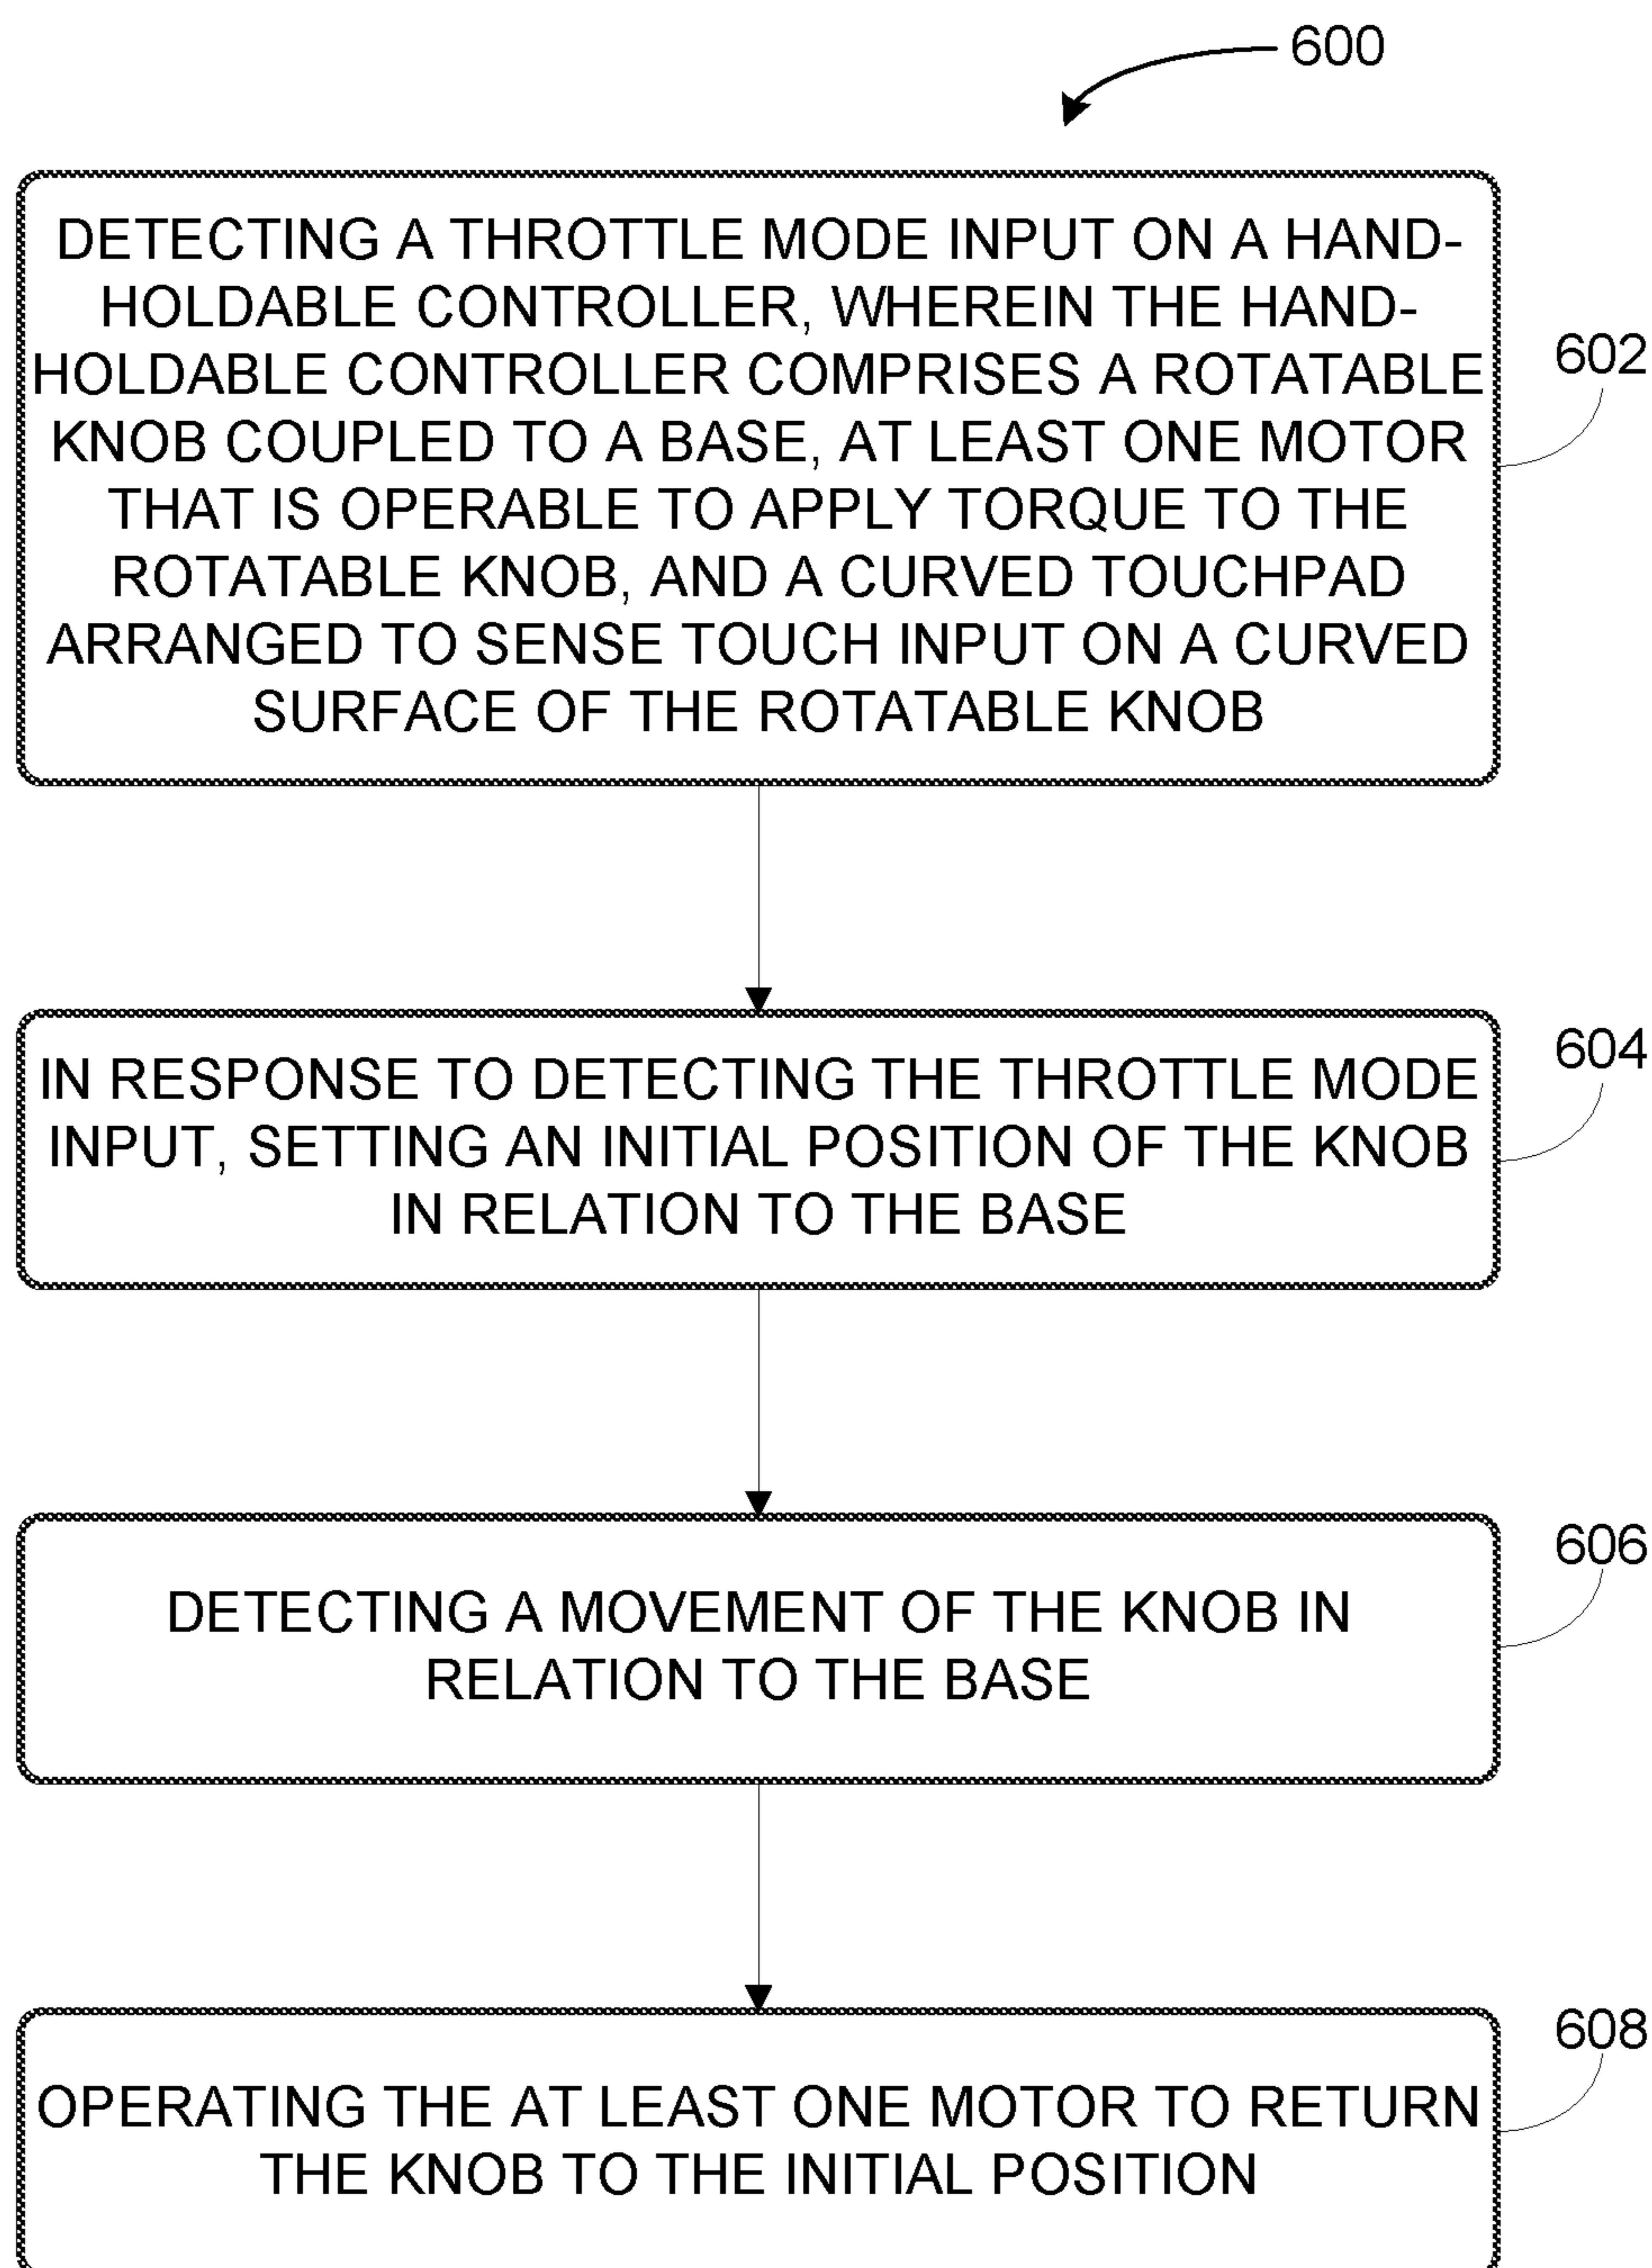 600
DETECTING A THROTTLE MODE INPUT ON A HAND-
HOLDABLE CONTROLLER, WHEREIN THE HAND-
HOLDABLE CONTROLLER COMPRISES A ROTATABLE
KNOB COUPLED TO A BASE, AT LEAST ONE MOTOR
THAT IS OPERABLE TO APPLY TORQUE TO THE
ROTATABLE KNOB, AND A CURVED TOUCHPAD
ARRANGED TO SENSE TOUCH INPUT ON A CURVED
SURFACE OF THE ROTATABLE KNOB
602
IN RESPONSE TO DETECTING THE THROTTLE MODE
INPUT, SETTING AN INITIAL POSITION OF THE KNOB
IN RELATION TO THE BASE
604
DETECTING A MOVEMENT OF THE KNOB IN
RELATION TO THE BASE
606
OPERATING THE AT LEAST ONE MOTOR TO RETURN
THE KNOB TO THE INITIAL POSITION
608